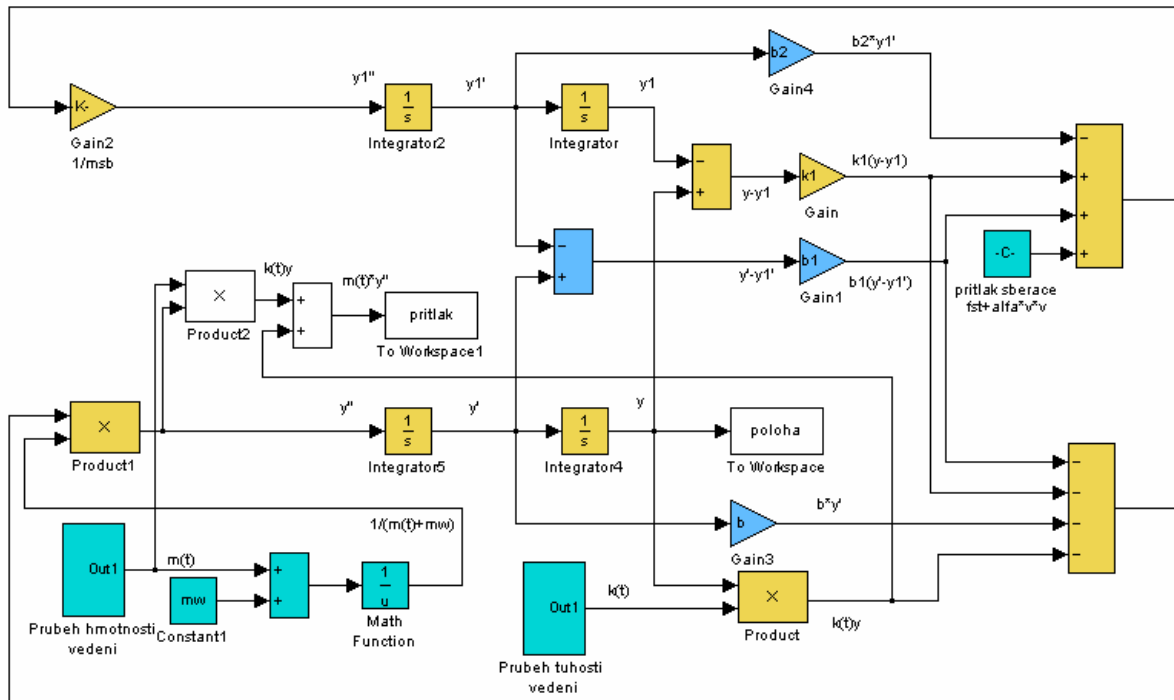 b2*y1'
b2
Gain4
y1''
y1'
y1
K-
1
s
1
s
Gain2
1/msb
Integrator2
Integrator
−
+
y-y1
k1
Gain
k1(y-y1)
−
+
+
+
−
+
y'-y1'
b1
Gain1
b1(y'-y1')
-C-
pritlak sberace
fst+alfa*v*v
k(t)y
×
Product2
+
+
m(t)*y''
pritlak
To Workspace1
×
Product1
y''
1
s
Integrator5
y'
1
s
Integrator4
y
poloha
To Workspace
−
−
−
−
b
Gain3
b*y'
1/(m(t)+mw)
Out1
m(t)
mw
Constant1
+
+
1
u
Math
Function
Prubeh hmotnosti
vedeni
Out1
k(t)
Prubeh tuhosti
vedeni
×
Product
k(t)y